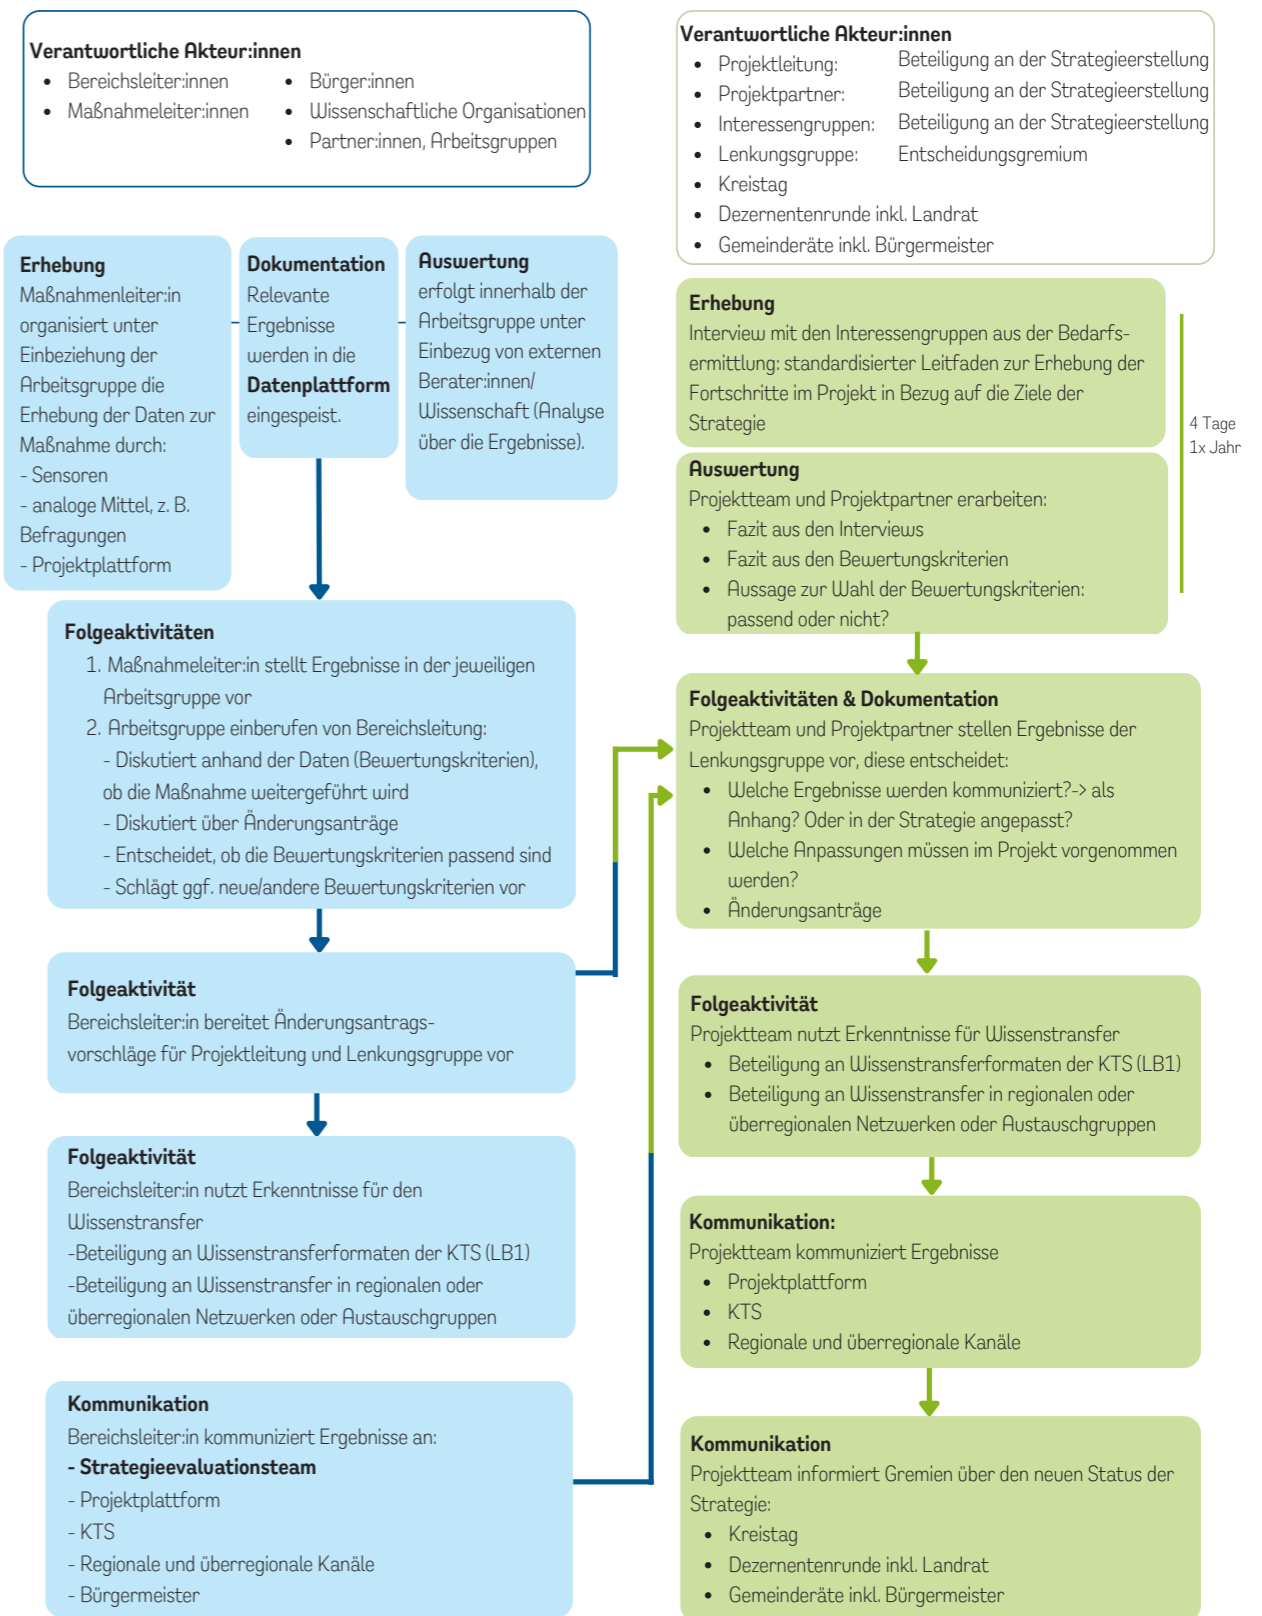 Verantwortliche Akteur:innen
• Bereichsleiter:innen
• Maßnahmeleiter:innen
• Bürger:innen
• Wissenschaftliche Organisationen
• Partner:innen, Arbeitsgruppen
Erhebung
Maßnahmenleiter:in
organisiert unter
Einbeziehung der
Arbeitsgruppe die
Erhebung der Daten zur
Maßnahme durch:
- Sensoren
- analoge Mittel, z. B.
Befragungen
- Projektplattform
Dokumentation
Relevante
Ergebnisse
werden in die
Datenplattform
eingespeist.
Auswertung
erfolgt innerhalb der
Arbeitsgruppe unter
Einbezug von externen
Berater:innen/
Wissenschaft (Analyse
über die Ergebnisse).
Folgeaktivitäten
1. Maßnahmeleiter:in stellt Ergebnisse in der jeweiligen
Arbeitsgruppe vor
2. Arbeitsgruppe einberufen von Bereichsleitung:
- Diskutiert anhand der Daten (Bewertungskriterien),
ob die Maßnahme weitergeführt wird
- Diskutiert über Änderungsanträge
- Entscheidet, ob die Bewertungskriterien passend sind
- Schlägt ggf. neue/andere Bewertungskriterien vor
Folgeaktivität
Bereichsleiter:in bereitet Änderungsantrags-
vorschläge für Projektleitung und Lenkungsgruppe vor
Folgeaktivität
Bereichsleiter:in nutzt Erkenntnisse für den
Wissenstransfer
-Beteiligung an Wissenstransferformaten der KTS (LB1)
-Beteiligung an Wissenstransfer in regionalen oder
überregionalen Netzwerken oder Austauschgruppen
Kommunikation
Bereichsleiter:in kommuniziert Ergebnisse an:
- Strategieevaluationsteam
- Projektplattform
- KTS
- Regionale und überregionale Kanäle
- Bürgermeister
Verantwortliche Akteur:innen
• Projektleitung: Beteiligung an der Strategieerstellung
• Projektpartner: Beteiligung an der Strategieerstellung
• Interessengruppen: Beteiligung an der Strategieerstellung
• Lenkungsgruppe: Entscheidungsgremium
• Kreistag
• Dezernentenrunde inkl. Landrat
• Gemeinderäte inkl. Bürgermeister
Erhebung
Interview mit den Interessengruppen aus der Bedarfs-
ermittlung: standardisierter Leitfaden zur Erhebung der
Fortschritte im Projekt in Bezug auf die Ziele der
Strategie
4 Tage
1x Jahr
Auswertung
Projektteam und Projektpartner erarbeiten:
• Fazit aus den Interviews
• Fazit aus den Bewertungskriterien
• Aussage zur Wahl der Bewertungskriterien:
passend oder nicht?
Folgeaktivitäten & Dokumentation
Projektteam und Projektpartner stellen Ergebnisse der
Lenkungsgruppe vor, diese entscheidet:
• Welche Ergebnisse werden kommuniziert?-> als
Anhang? Oder in der Strategie angepasst?
• Welche Anpassungen müssen im Projekt vorgenommen
werden?
• Änderungsanträge
Folgeaktivität
Projektteam nutzt Erkenntnisse für Wissenstransfer
• Beteiligung an Wissenstransferformaten der KTS (LB1)
• Beteiligung an Wissenstransfer in regionalen oder
überregionalen Netzwerken oder Austauschgruppen
Kommunikation:
Projektteam kommuniziert Ergebnisse
• Projektplattform
• KTS
• Regionale und überregionale Kanäle
Kommunikation
Projektteam informiert Gremien über den neuen Status der
Strategie:
• Kreistag
• Dezernentenrunde inkl. Landrat
• Gemeinderäte inkl. Bürgermeister